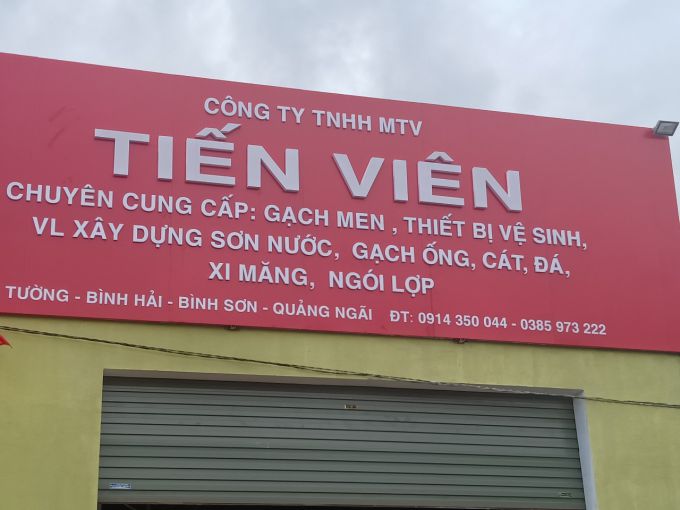 CÔNG TY TNHH MTV
TIẾN VIÊN
CHUYÊN CUNG CẤP: GẠCH MEN , THIẾT BỊ VỆ SINH,
VL XÂY DỰNG SƠN NƯỚC, GẠCH ỐNG, CÁT, ĐÁ,
XI MĂNG, NGÓI LỢP
TƯỜNG - BÌNH HẢI - BÌNH SƠN - QUẢNG NGÃI ĐT: 0914 350 044 - 0385 973 222